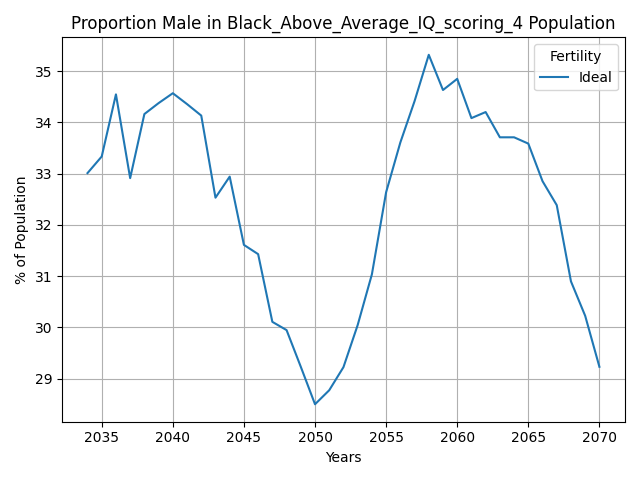 Proportion Male in Black_Above_Average_IQ_scoring_4 Population
Fertility
Ideal
% of Population
35
34
33
32
31
30
29
2035 2040 2045 2050 2055 2060 2065 2070
Years